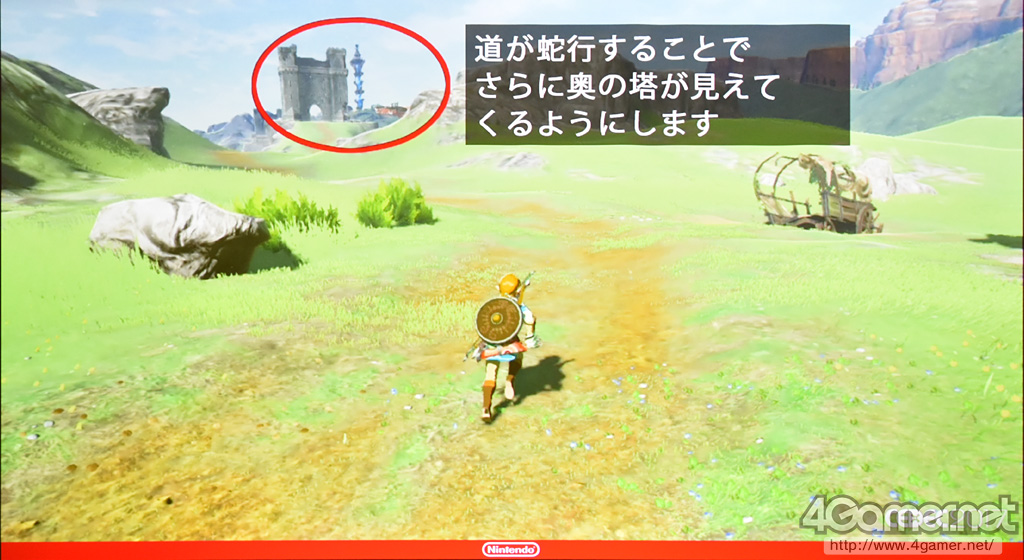 道が蛇行することで
さらに奥の塔が見えて
くるようにします
Nintendo
4Gamer.net
http://www.4gamer.net/